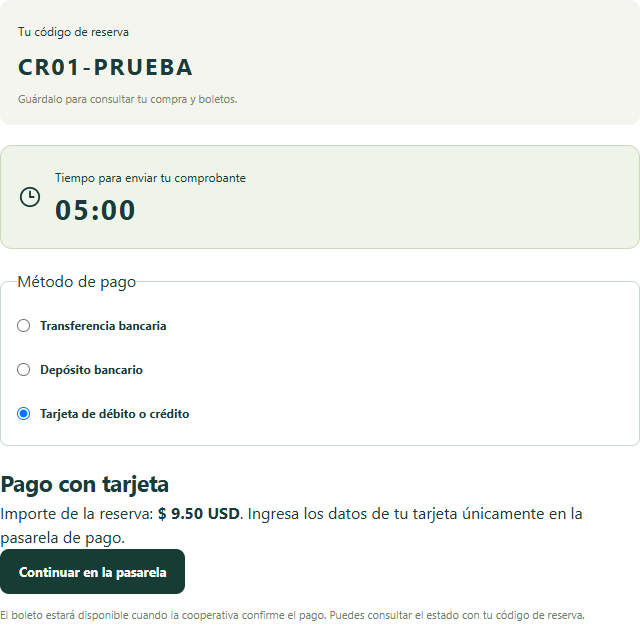 Tu código de reserva
CR01-PRUEBA
Guárdalo para consultar tu compra y boletos.
Tiempo para enviar tu comprobante
05:00
Método de pago
Transferencia bancaria
Depósito bancario
Tarjeta de débito o crédito
Pago con tarjeta
Importe de la reserva: $ 9.50 USD. Ingresa los datos de tu tarjeta únicamente en la
pasarela de pago.
Continuar en la pasarela
El boleto estará disponible cuando la cooperativa confirme el pago. Puedes consultar el estado con tu código de reserva.